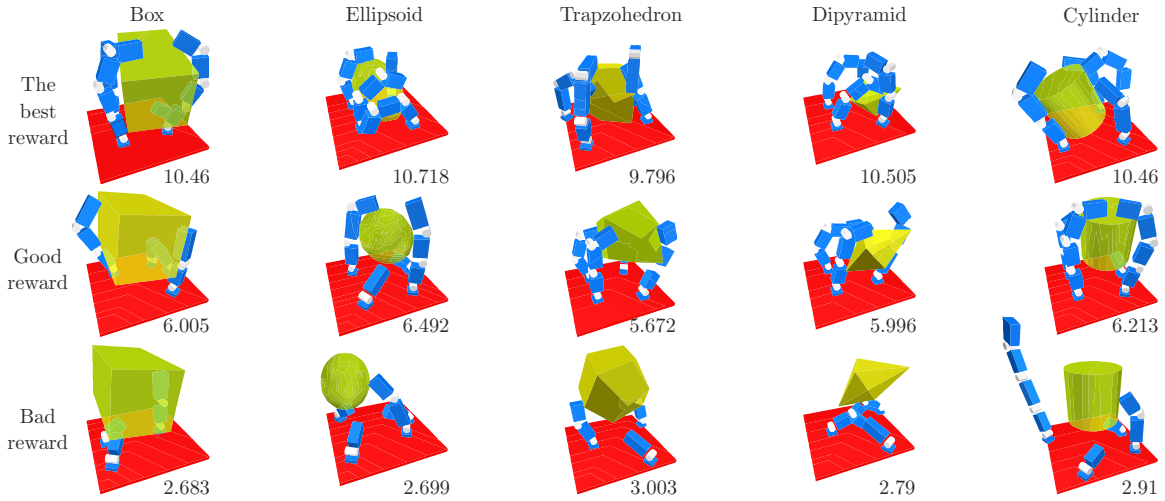 Box Ellipsoid Trapzohedron Dipyramid Cylinder
The
best
reward
10.46 10.718 9.796 10.505 10.46
Good
reward
6.005 6.492 5.672 5.996 6.213
Bad
reward
2.683 2.699 3.003 2.79 2.91